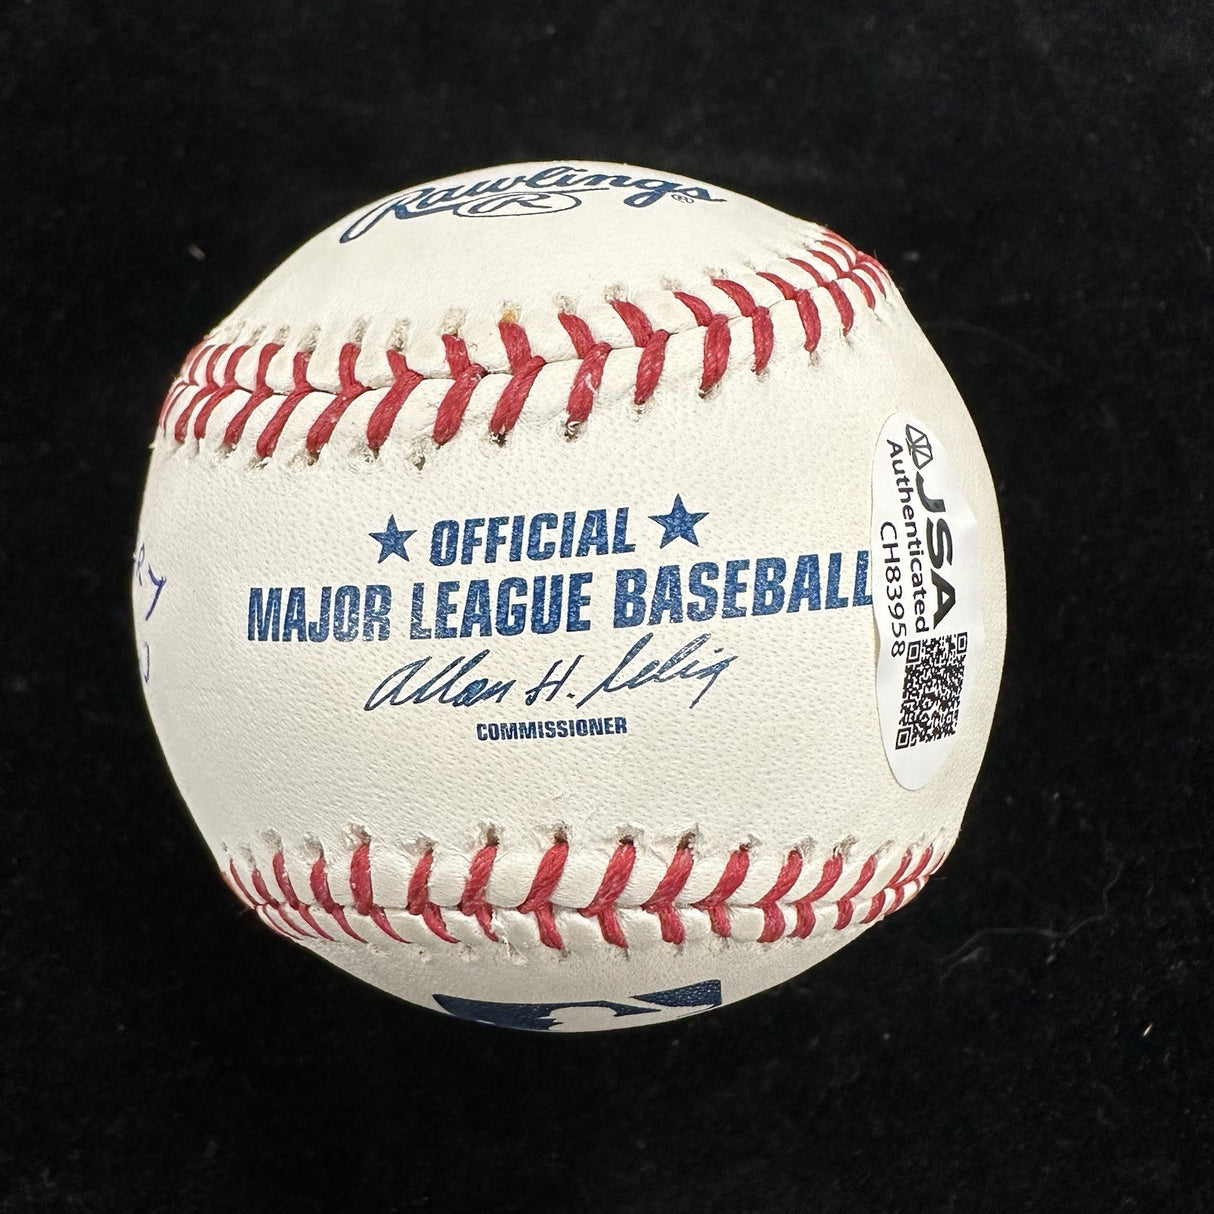 Rawlings®
R
★ OFFICIAL ★
MAJOR LEAGUE BASEBALL
Allan H. Selig
COMMISSIONER
JSA
Authenticated
CH83958